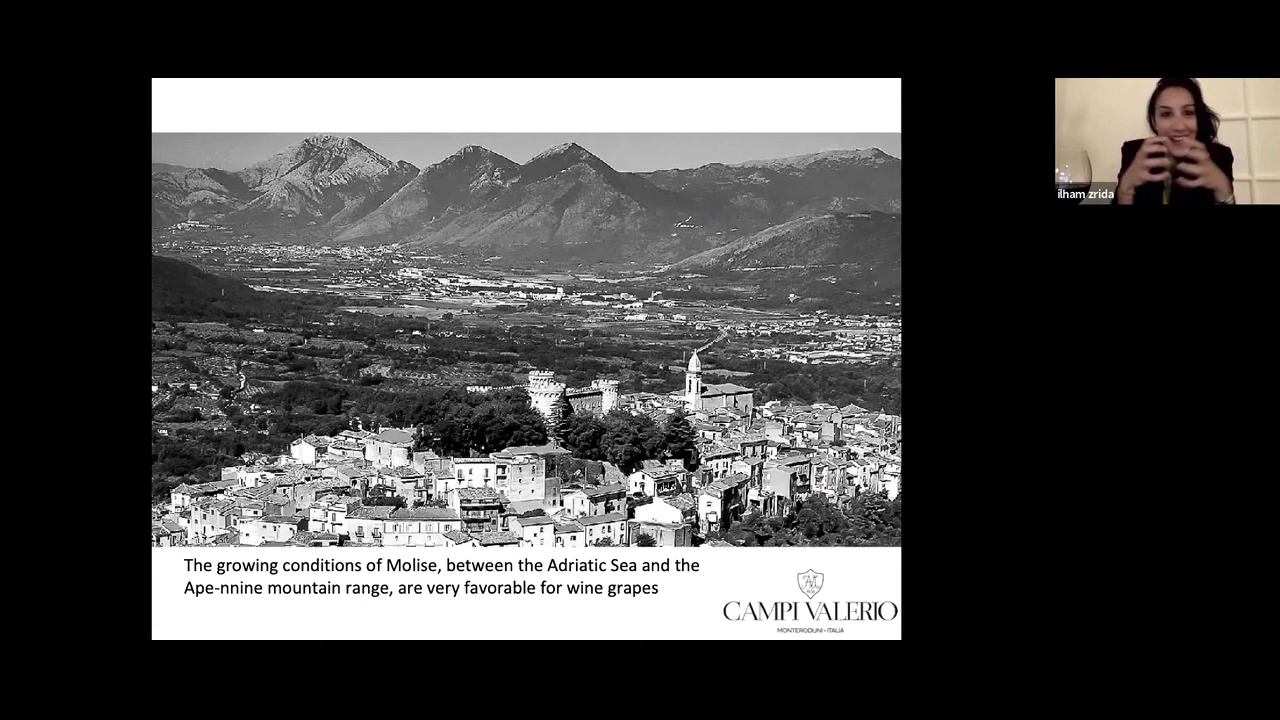 ilham zrida
The growing conditions of Molise, between the Adriatic Sea and the
Ape-nnine mountain range, are very favorable for wine grapes
CAMPI VALERIO
MONTERODUNI - ITALIA